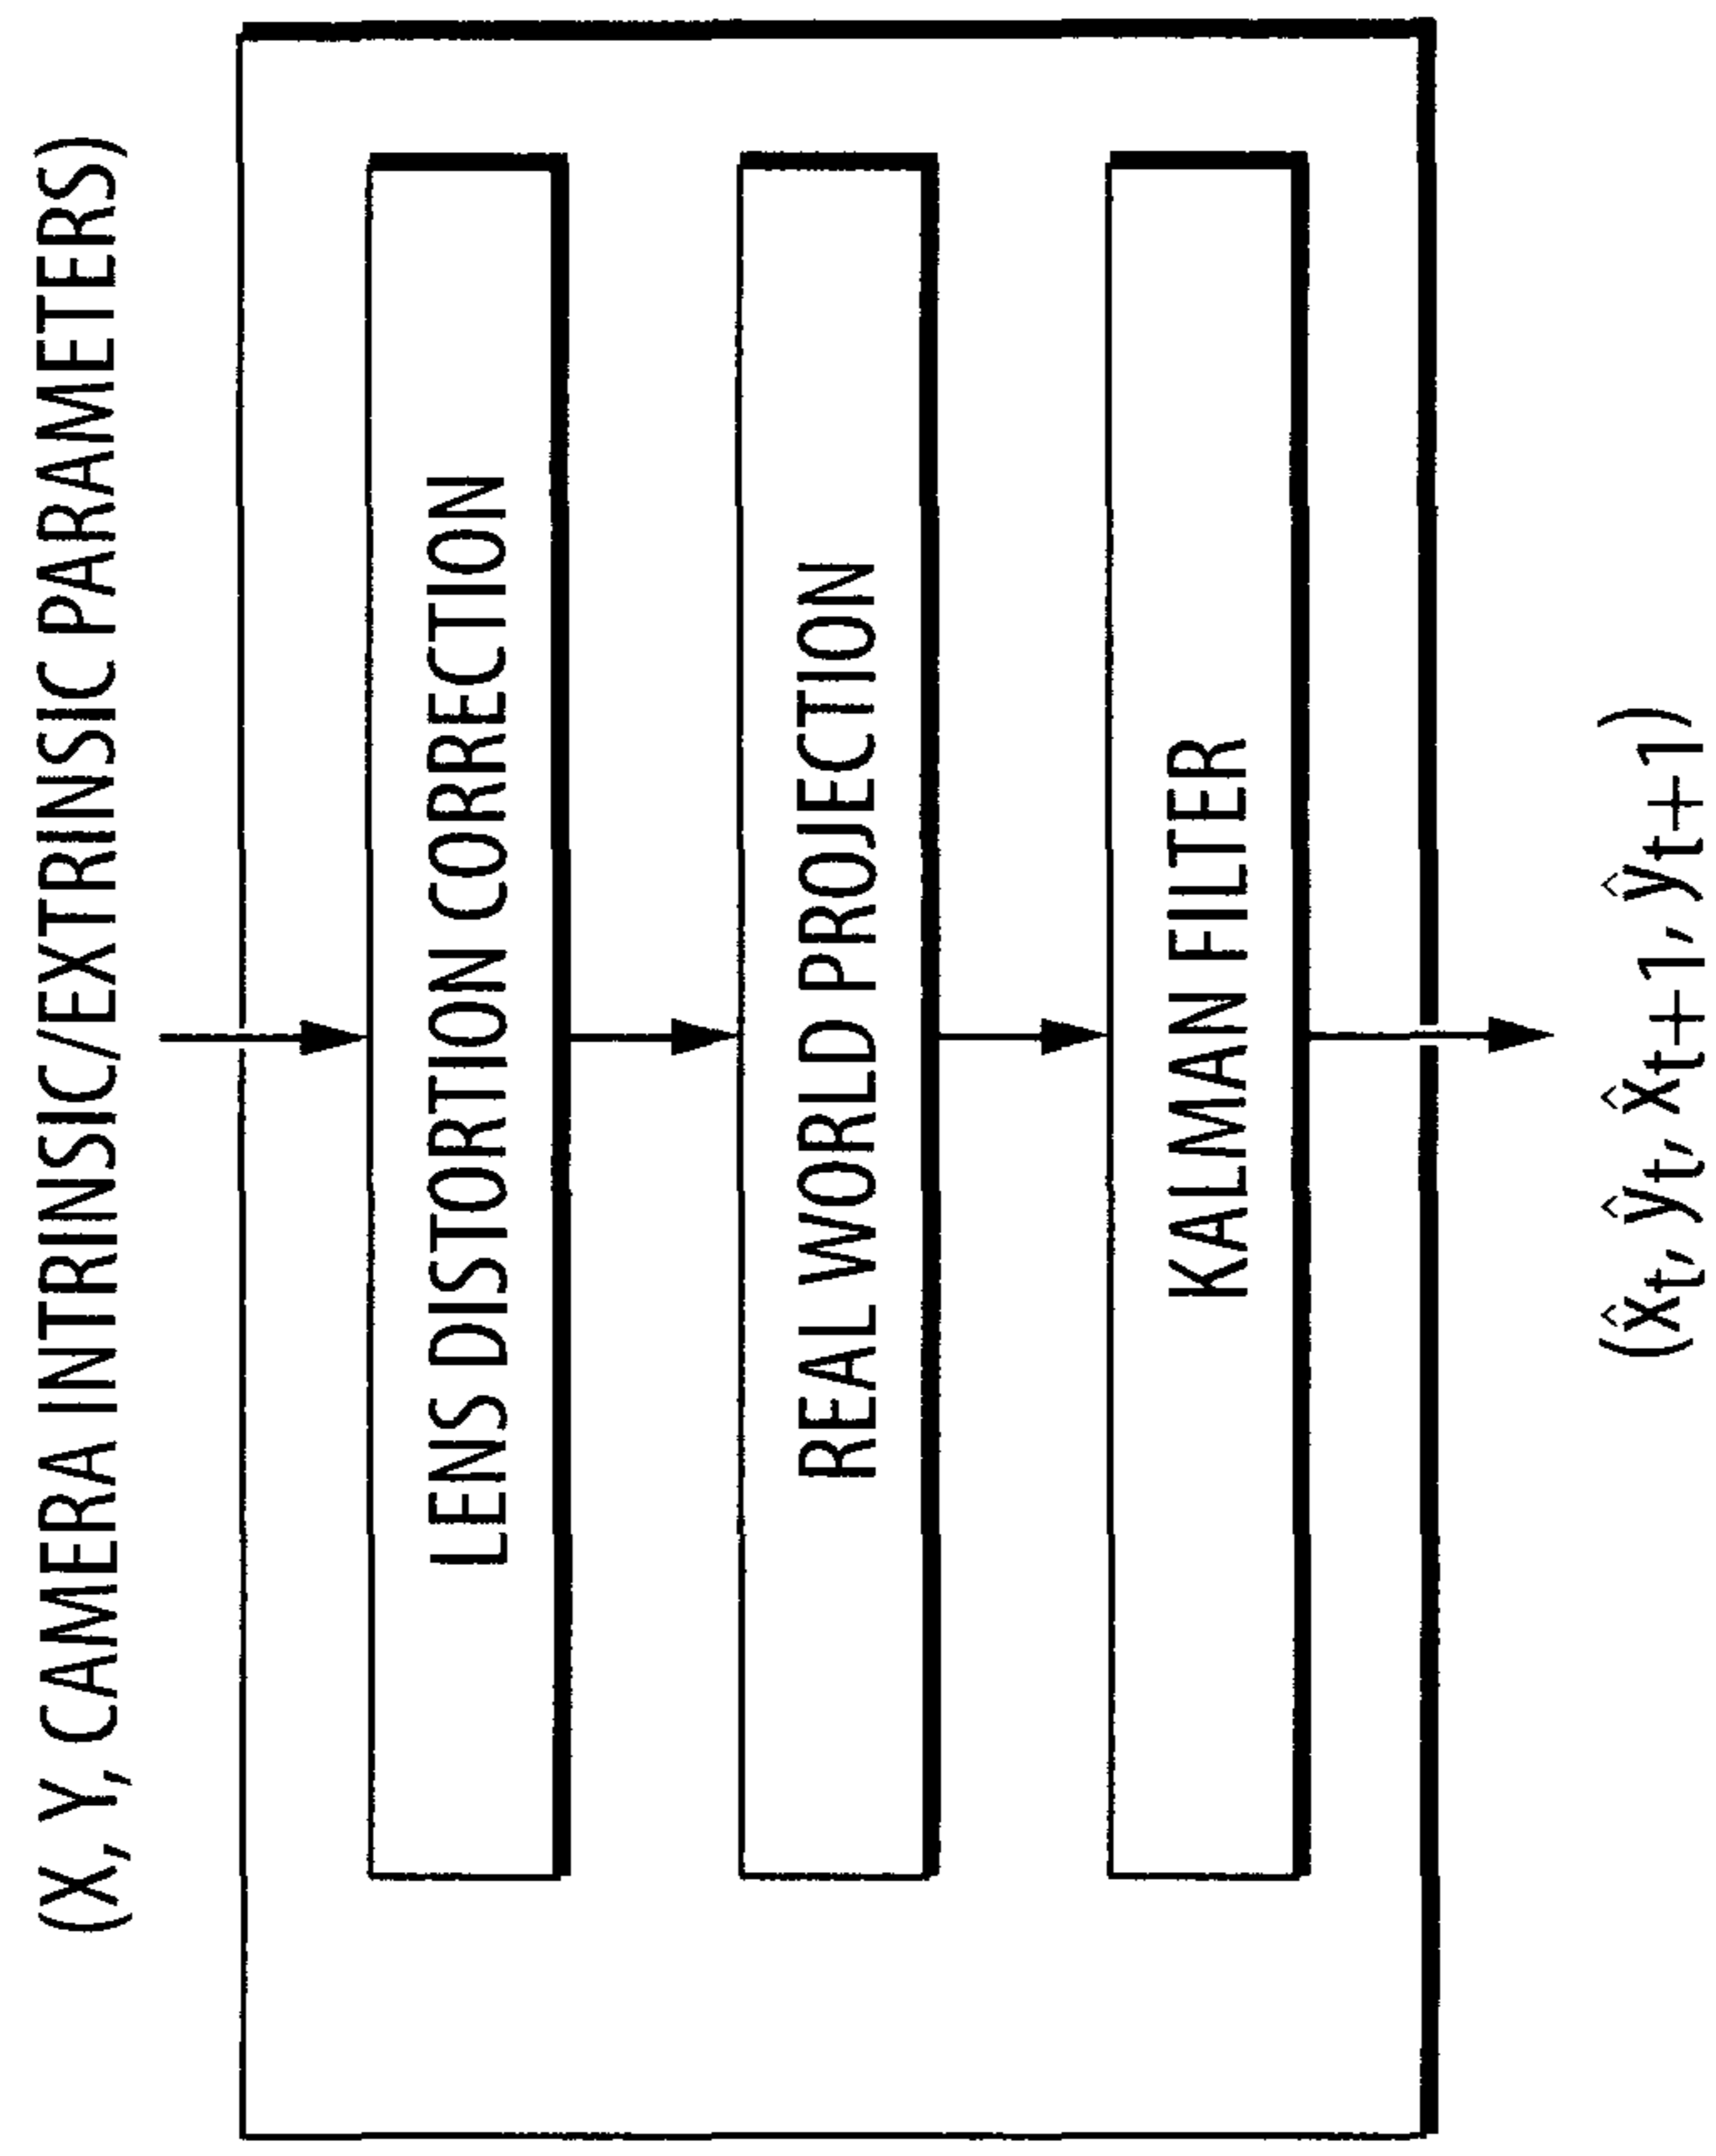 (X, Y, CAMERA INTRINSIC/EXTRINSIC PARAMETERS)
LENS DISTORTION CORRECTION
REAL WORLD PROJECTION
KALMAN FILTER
(x̂t, ŷt, x̂t+1, ŷt+1)